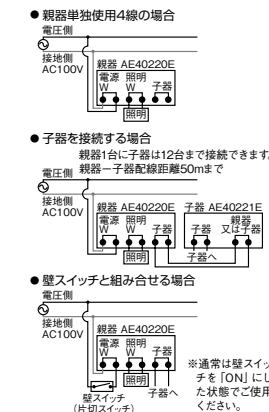 ● 親器単独使用4線の場合
電圧側
接地側
AC100V
親器 AE40220E
電源 照明
W W 子器
照明
● 子器を接続する場合
親器1台に子器は12台まで接続できます。
親器－子器配線距離50mまで
電圧側
接地側
AC100V
親器 AE40220E 子器 AE40221E
電源 照明
W W 子器
親器
子器 又は子器
照明
子器へ
● 壁スイッチと組み合せる場合
電圧側
接地側
AC100V
親器 AE40220E
電源 照明
W W 子器
照明
子器へ
壁スイッチ
(片切スイッチ)
※通常は壁スイッ
チを「ON」にし
た状態でご使用
ください。